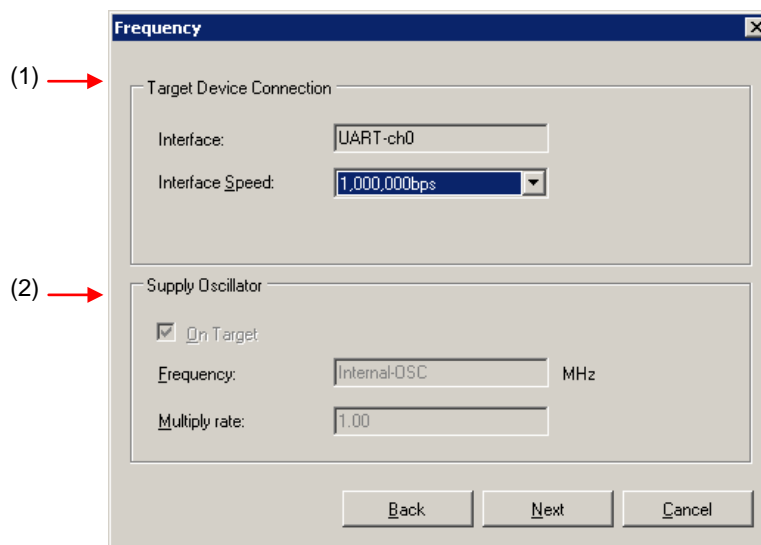 Frequency
(1)
Target Device Connection
Interface: UART-ch0
Interface Speed: 1,000,000bps
(2)
Supply Oscillator
On Target
Frequency: Internal-OSC MHz
Multiply rate: 1.00
Back Next Cancel